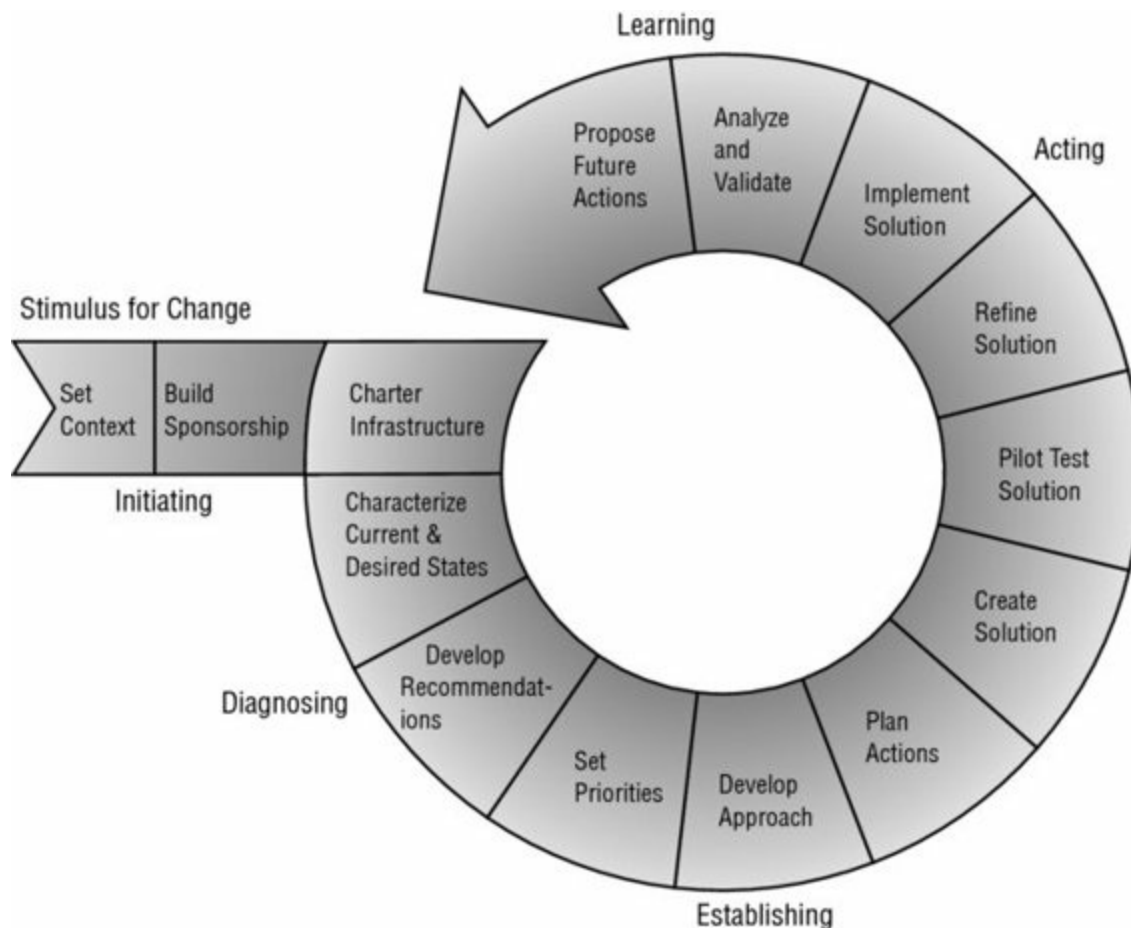 Learning
Acting
Propose
Future
Actions
Analyze
and
Validate
Implement
Solution
Refine
Solution
Pilot Test
Solution
Create
Solution
Plan
Actions
Develop
Approach
Set
Priorities
Develop
Recommendat-
ions
Characterize
Current &
Desired States
Charter
Infrastructure
Build
Sponsorship
Set
Context
Stimulus for Change
Initiating
Diagnosing
Establishing